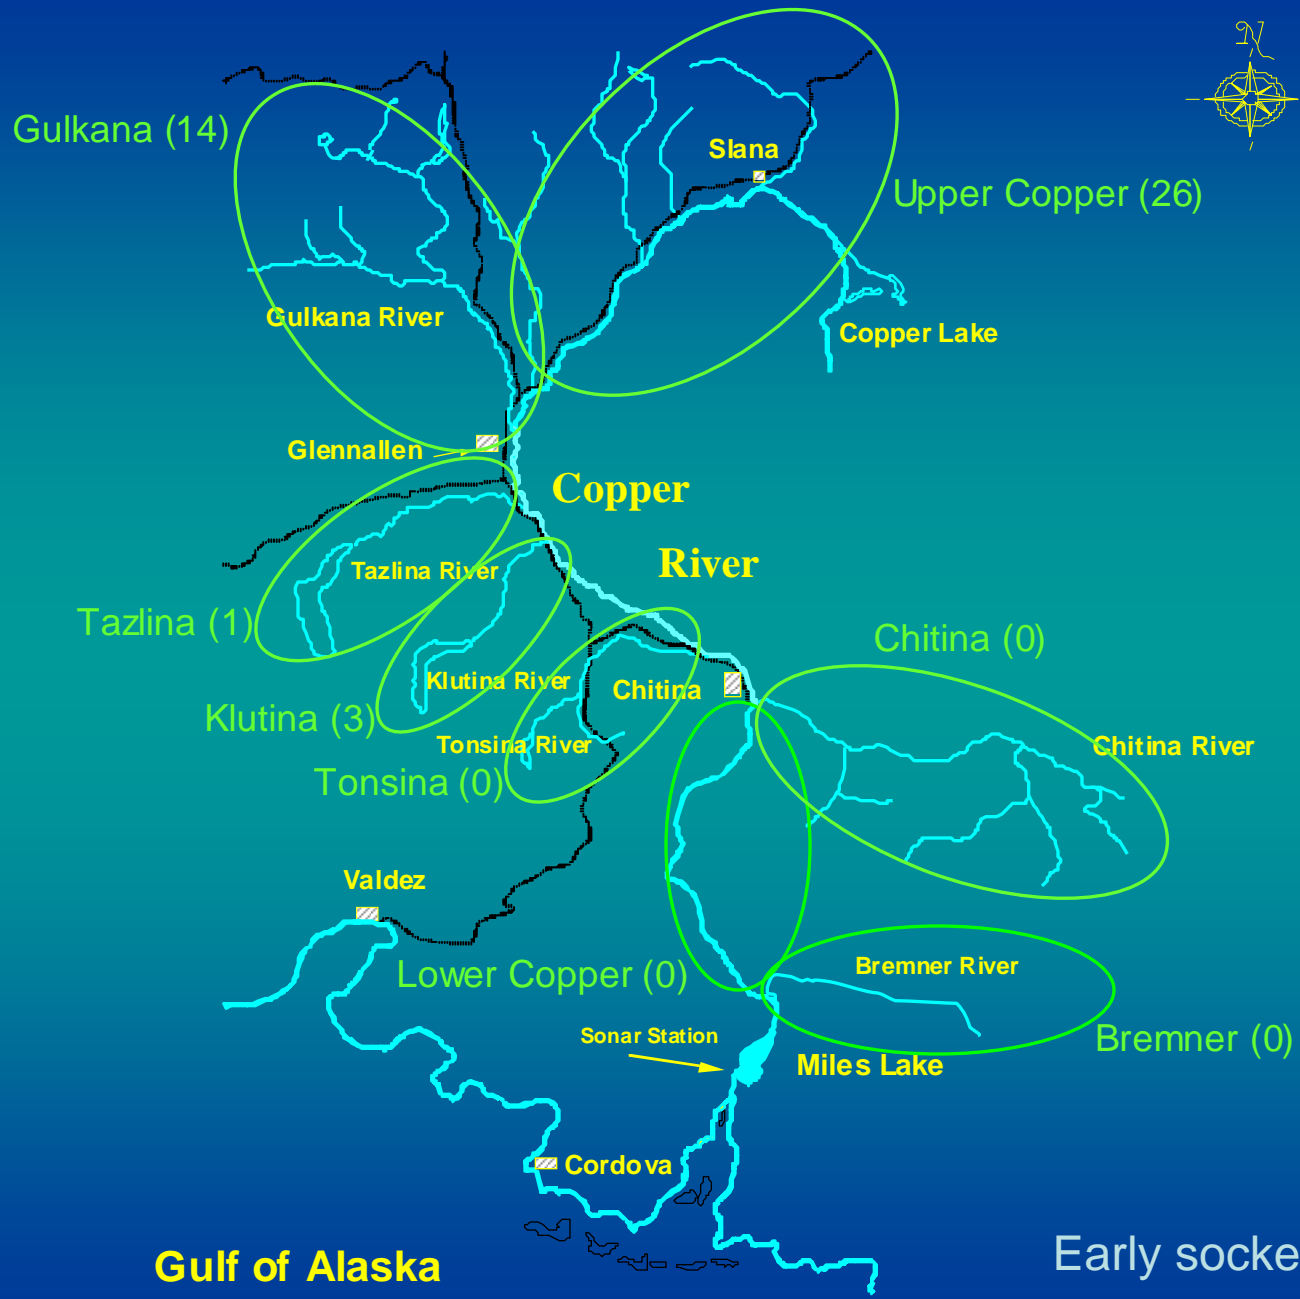 N
Gulkana (14)
Slana
Upper Copper (26)
Gulkana River
Copper Lake
Glennallen
Copper
River
Tazlina River
Tazlina (1)
Chitina (0)
Klutina River
Chitina
Klutina (3)
Tonsina River
Chitina River
Tonsina (0)
Valdez
Lower Copper (0)
Bremner River
Sonar Station
Bremner (0)
Miles Lake
Cordova
Early socke
Gulf of Alaska